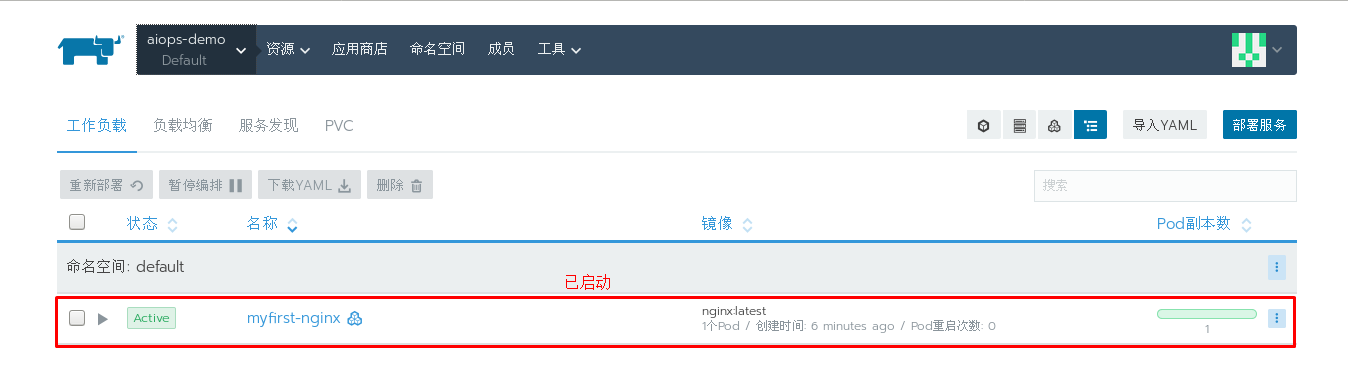 aiops-demo
Default
资源 应用商店 命名空间 成员 工具
工作负载 负载均衡 服务发现 PVC
导入YAML 部署服务
重新部署 暂停编排 下载YAML 删除
搜索
状态 名称 镜像 Pod副本数
命名空间: default
已启动
Active myfirst-nginx
nginx:latest
1个Pod / 创建时间: 6 minutes ago / Pod重启次数: 0
1